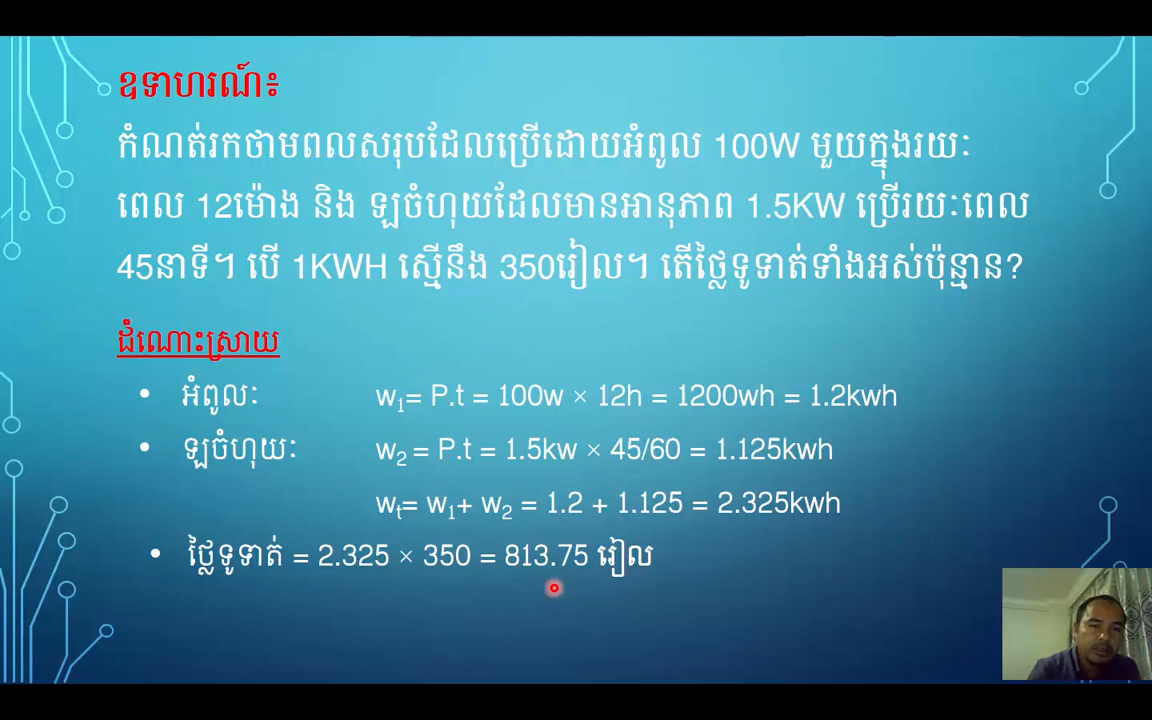 ឧទាហរណ៍៖
កំណត់រកថាមពលសរុបដែលប្រើដោយអំពូល 100W មួយក្នុងរយៈ
ពេល 12ម៉ោង និង ឡចំហុយដែលមានអានុភាព 1.5KW ប្រើរយៈពេល
45នាទី។ បើ 1KWH ស្មើនឹង 350រៀល។ តើថ្លៃទូទាត់ទាំងអស់ប៉ុន្មាន?
ដំណោះស្រាយ
• អំពូលៈ w₁= P.t = 100w × 12h = 1200wh = 1.2kwh
• ឡចំហុយៈ w₂ = P.t = 1.5kw × 45/60 = 1.125kwh
wₜ= w₁+ w₂ = 1.2 + 1.125 = 2.325kwh
• ថ្លៃទូទាត់ = 2.325 × 350 = 813.75 រៀល